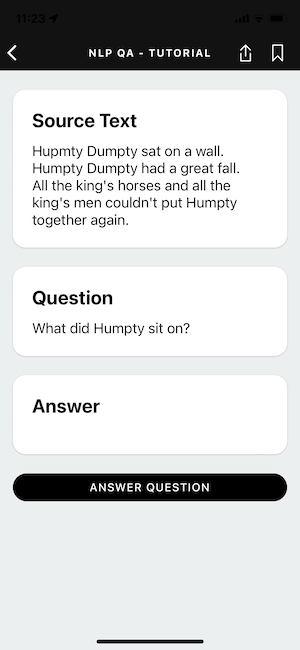 11:23
NLP QA - TUTORIAL
Source Text
Hupmty Dumpty sat on a wall.
Humpty Dumpty had a great fall.
All the king's horses and all the
king's men couldn't put Humpty
together again.
Question
What did Humpty sit on?
Answer
ANSWER QUESTION